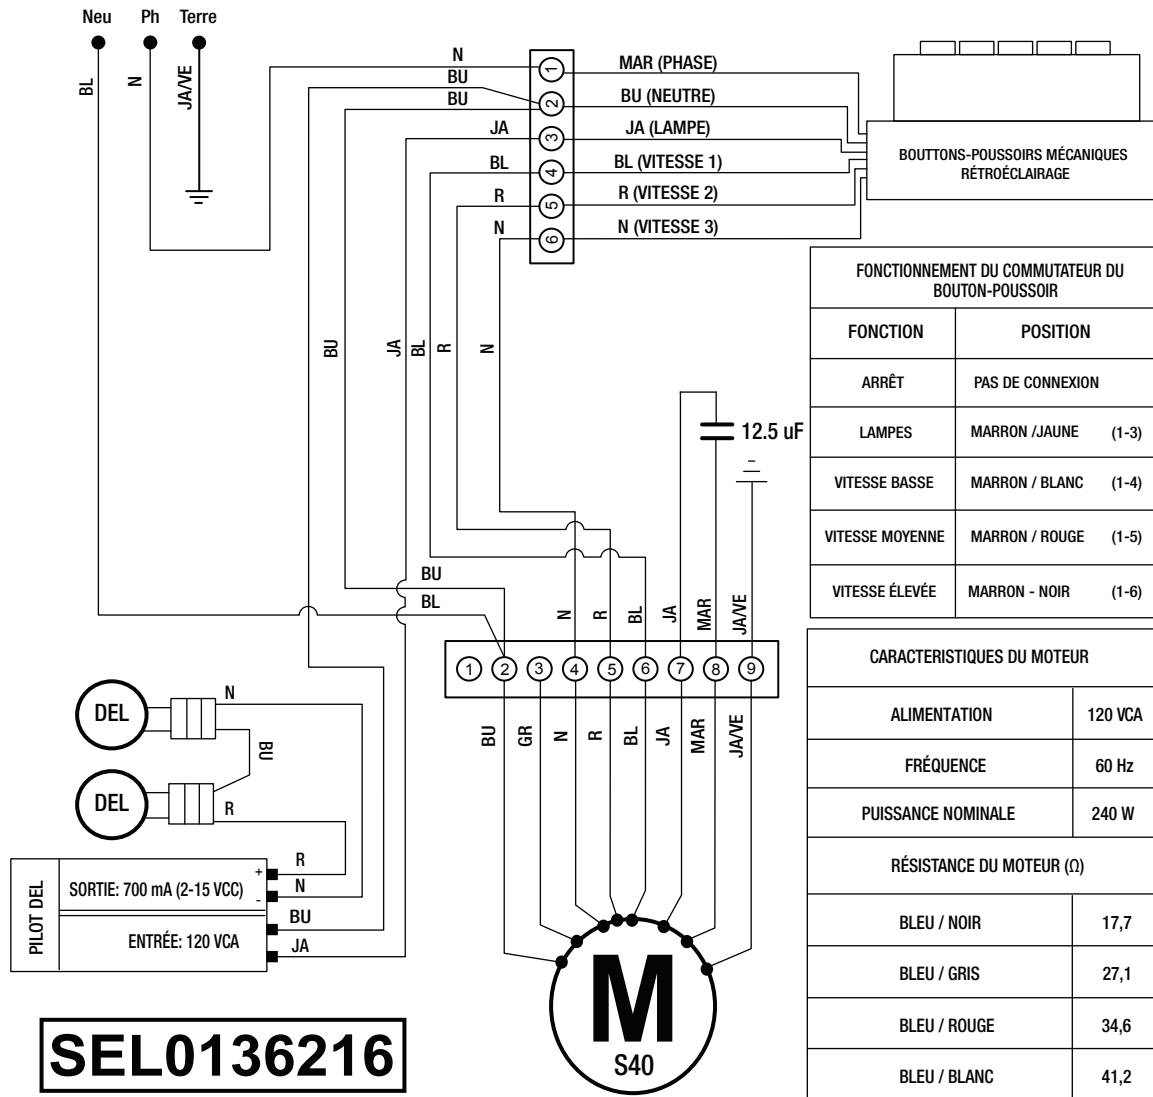 Neu Ph Terre
BL
N
JA/VE
N
BU
BU
JA
BL
R
N
1
2
3
4
5
6
MAR (PHASE)
BU (NEUTRE)
JA (LAMPE)
BL (VITESSE 1)
R (VITESSE 2)
N (VITESSE 3)
BOUTTONS-POUSSOIRS MÉCANIQUES
RÉTROÉCLAIRAGE
FONCTIONNEMENT DU COMMUTATEUR DU
BOUTON-POUSSOIR
FONCTION POSITION
ARRÊT PAS DE CONNEXION
LAMPES MARRON /JAUNE (1-3)
VITESSE BASSE MARRON / BLANC (1-4)
VITESSE MOYENNE MARRON / ROUGE (1-5)
VITESSE ÉLEVÉE MARRON - NOIR (1-6)
BU
JA
BL
R
N
12.5 uF
BU
BL
N
R
BL
JA
MAR
JA/VE
1 2 3 4 5 6 7 8 9
BU
GR
N
R
BL
JA
MAR
JA/VE
DEL
N
BU
DEL
R
PILOT DEL
SORTIE: 700 mA (2-15 VCC)
+
-
ENTRÉE: 120 VCA
R
N
BU
JA
M
S40
SEL0136216
CARACTERISTIQUES DU MOTEUR
ALIMENTATION 120 VCA
FRÉQUENCE 60 Hz
PUISSANCE NOMINALE 240 W
RÉSISTANCE DU MOTEUR (Ω)
BLEU / NOIR 17,7
BLEU / GRIS 27,1
BLEU / ROUGE 34,6
BLEU / BLANC 41,2